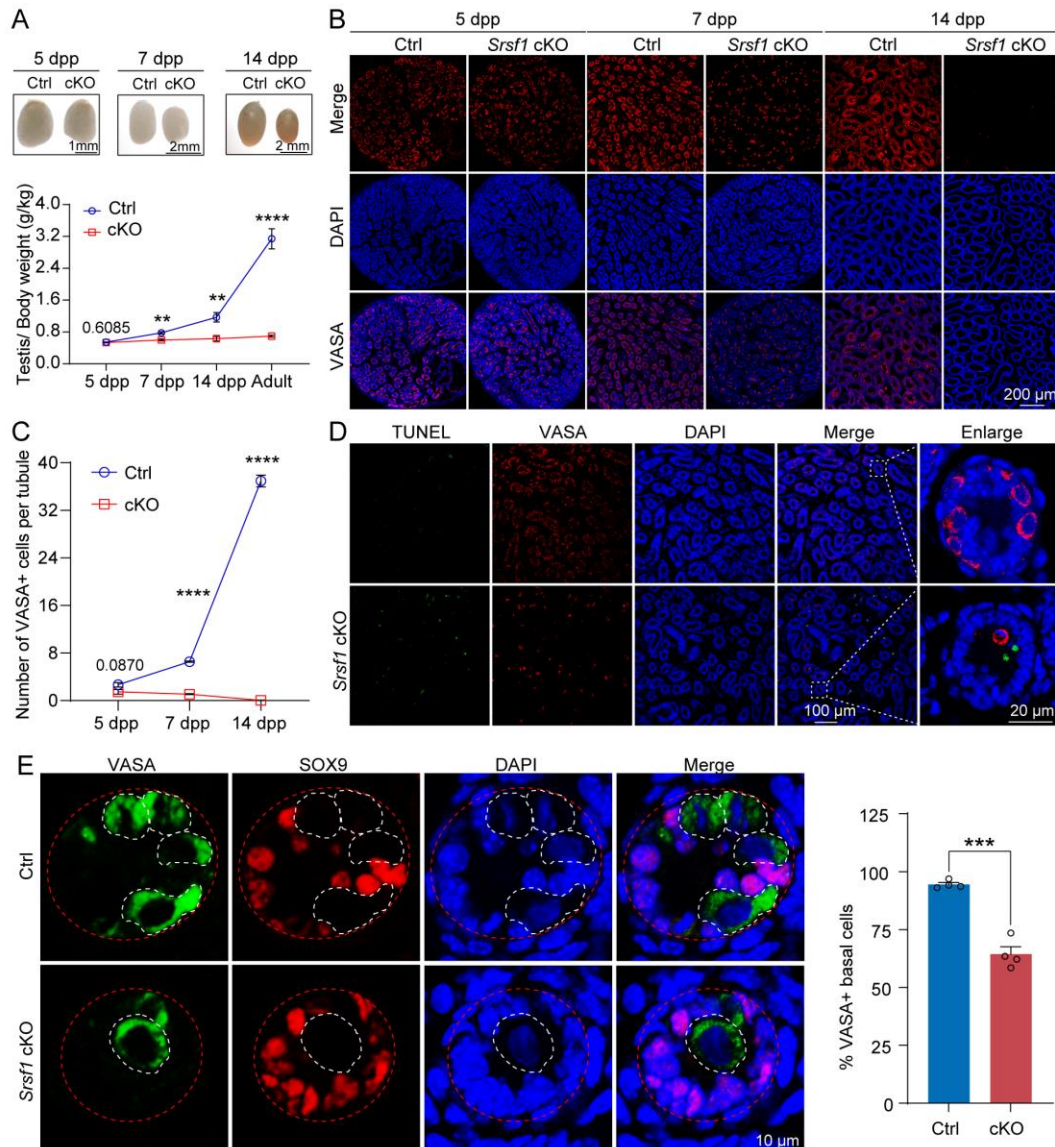 A
5 dpp 7 dpp 14 dpp
Ctrl cKO Ctrl cKO Ctrl cKO
1mm 2mm 2 mm
Testis/ Body weight (g/kg)
3.2
2.4
1.6
0.8
0.0
Ctrl
cKO
0.6085
**
**
****
5 dpp 7 dpp 14 dpp Adult
B
5 dpp 7 dpp 14 dpp
Ctrl Srsf1 cKO Ctrl Srsf1 cKO Ctrl Srsf1 cKO
Merge
DAPI
VASA
200 µm
C
Number of VASA+ cells per tubule
40
32
24
16
8
0
Ctrl
cKO
0.0870
****
****
5 dpp 7 dpp 14 dpp
D
TUNEL VASA DAPI Merge Enlarge
Srsf1 cKO
100 µm
20 µm
E
VASA SOX9 DAPI Merge
Ctrl
Srsf1 cKO
10 µm
% VASA+ basal cells
125
100
75
50
25
0
***
Ctrl cKO